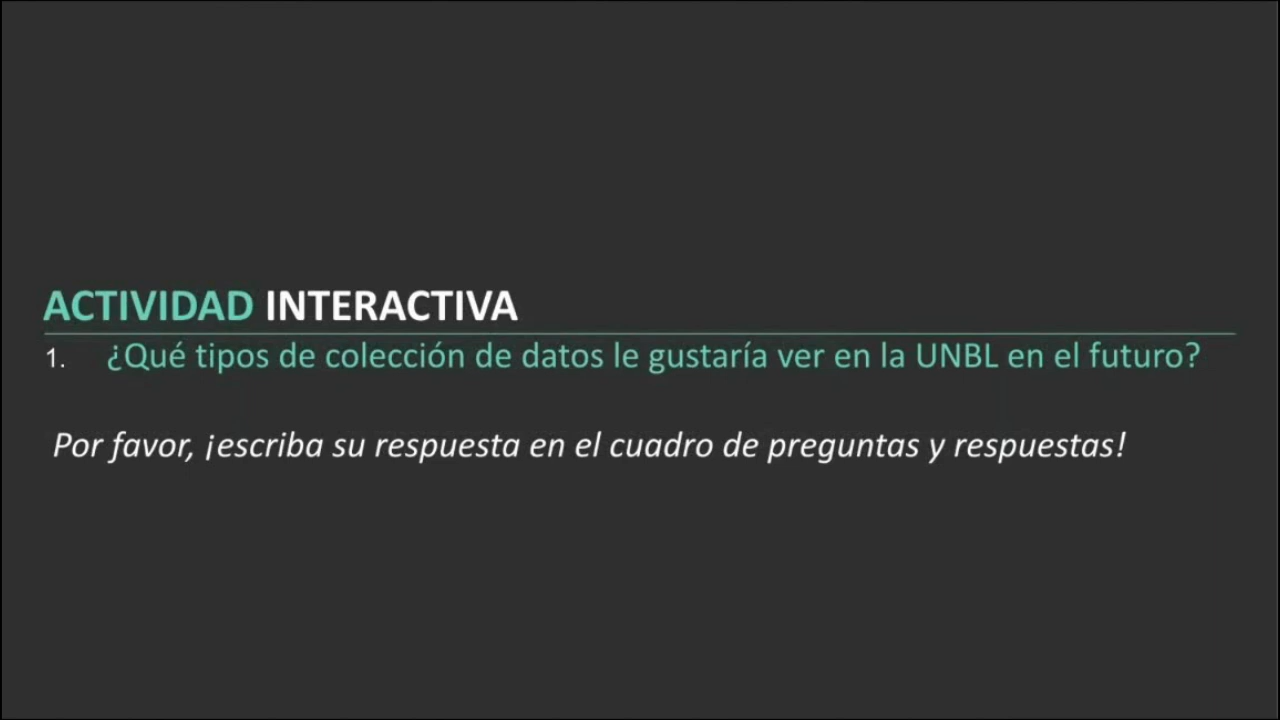 ACTIVIDAD INTERACTIVA
1. ¿Qué tipos de colección de datos le gustaría ver en la UNBL en el futuro?
Por favor, ¡escriba su respuesta en el cuadro de preguntas y respuestas!